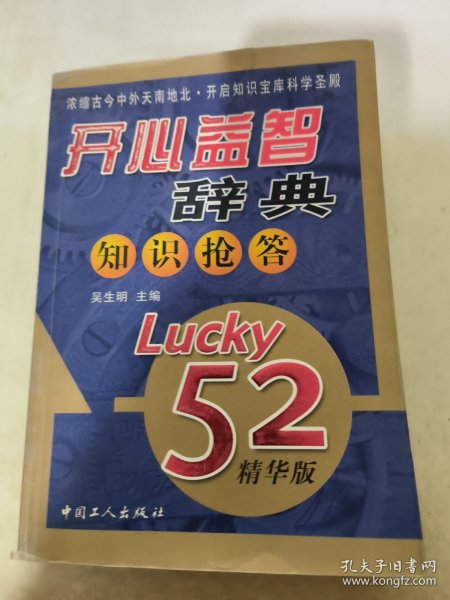 浓缩古今中外天南地北·开启知识宝库科学圣殿
开心益智
辞典
知识抢答
吴生明 主编
Lucky
52
精华版
中国工人出版社
孔夫子旧书网
www.kongfz.com